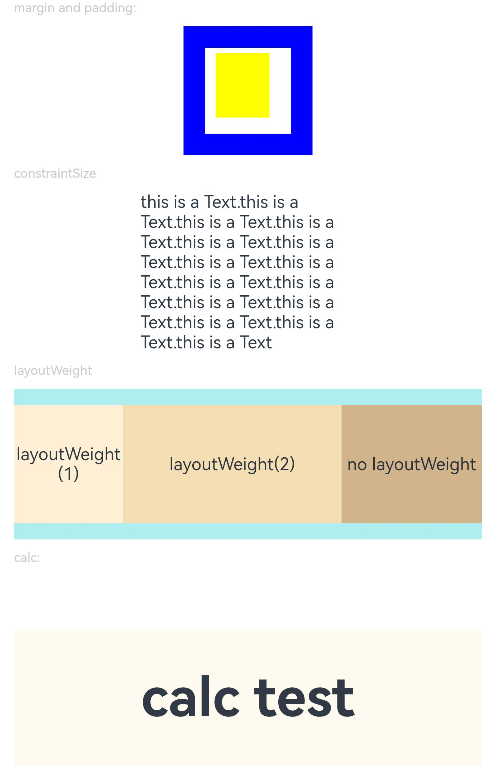 margin and padding:
constraintSize
this is a Text.this is a
Text.this is a Text.this is a
Text.this is a Text.this is a
Text.this is a Text.this is a
Text.this is a Text.this is a
Text.this is a Text.this is a
Text.this is a Text.this is a
Text.this is a Text
layoutWeight
layoutWeight
(1)
layoutWeight(2)
no layoutWeight
calc:
calc test